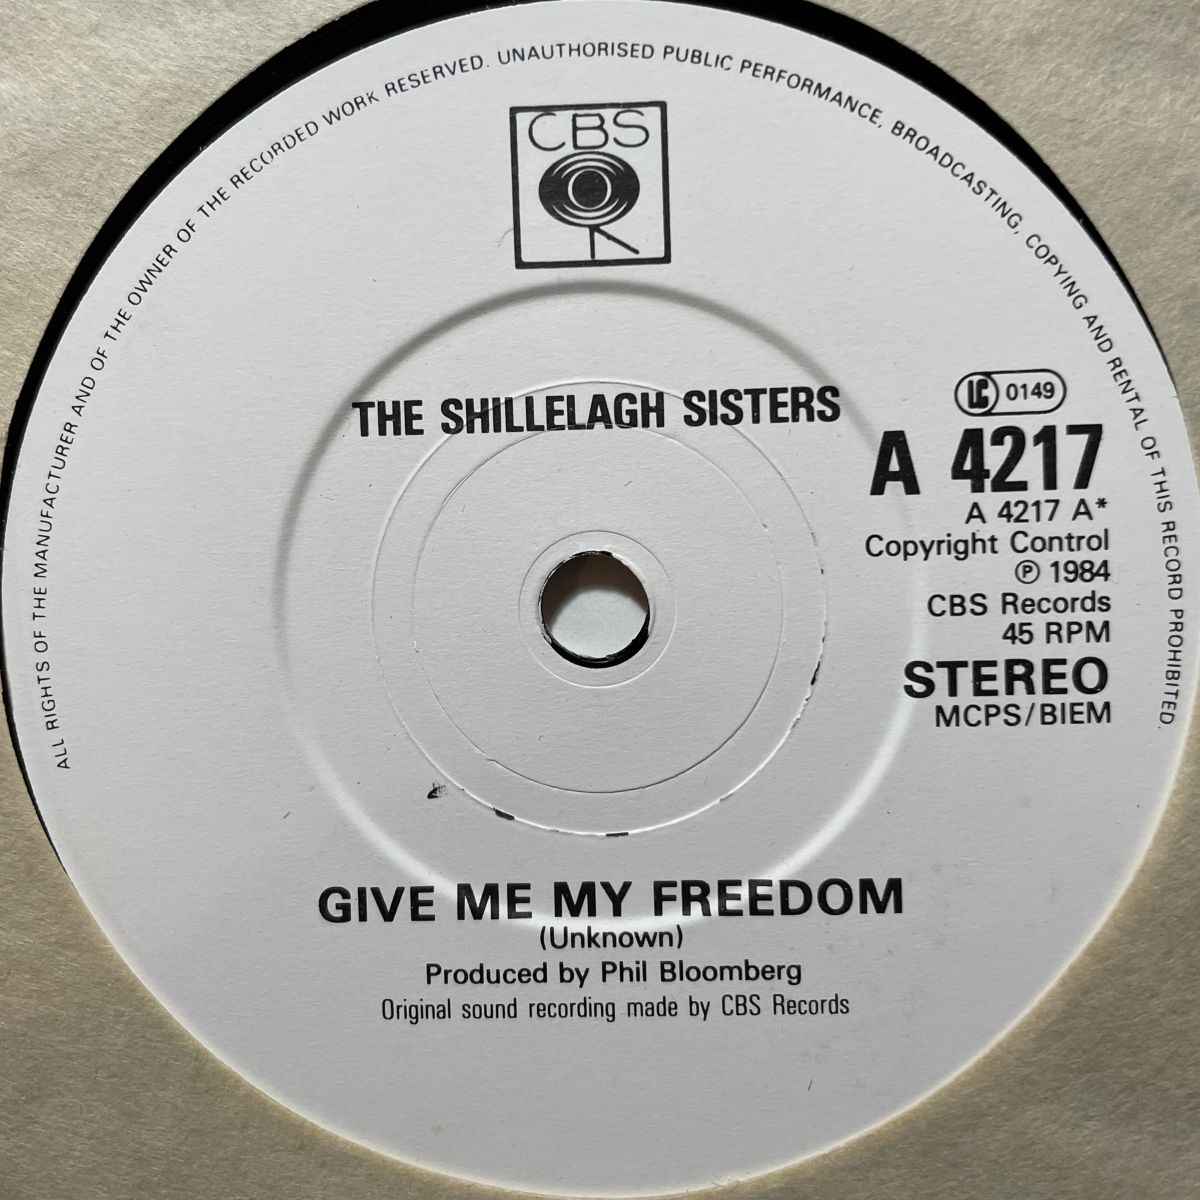 ALL RIGHTS OF THE MANUFACTURER AND OF THE OWNER OF THE RECORDED WORK RESERVED. UNAUTHORISED PUBLIC PERFORMANCE, BROADCASTING, COPYING AND RENTAL OF THIS RECORD PROHIBITED.
CBS
THE SHILLELAGH SISTERS
LC 0149
A 4217
A 4217 A*
Copyright Control
℗ 1984
CBS Records
45 RPM
STEREO
MCPS/BIEM
GIVE ME MY FREEDOM
(Unknown)
Produced by Phil Bloomberg
Original sound recording made by CBS Records